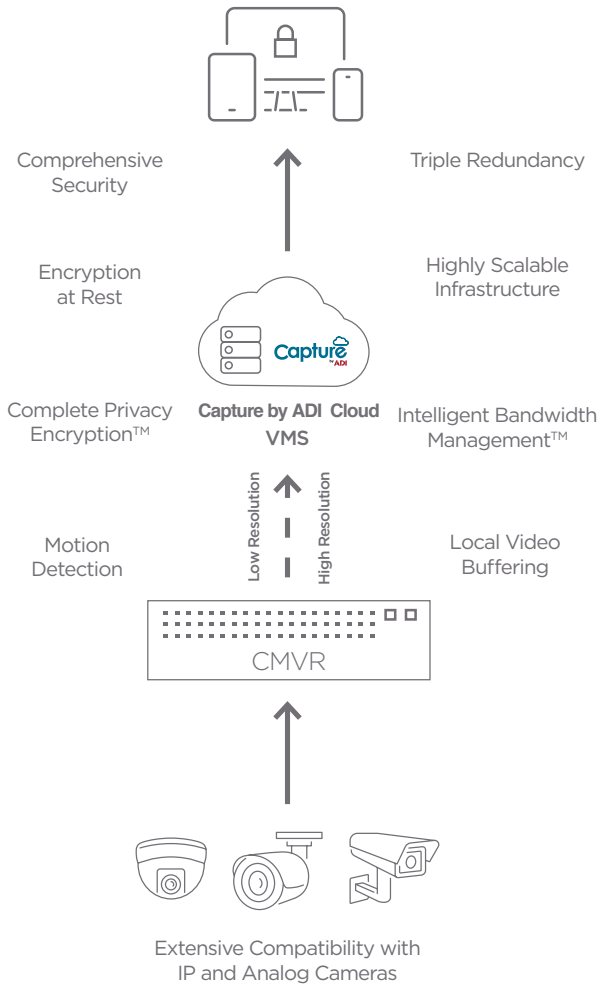 Comprehensive
Security
Triple Redundancy
Encryption
at Rest
Highly Scalable
Infrastructure
Capture
BY ADI
Complete Privacy
Encryption™
Capture by ADI Cloud
VMS
Intelligent Bandwidth
Management™
Low Resolution
High Resolution
Motion
Detection
Local Video
Buffering
CMVR
Extensive Compatibility with
IP and Analog Cameras